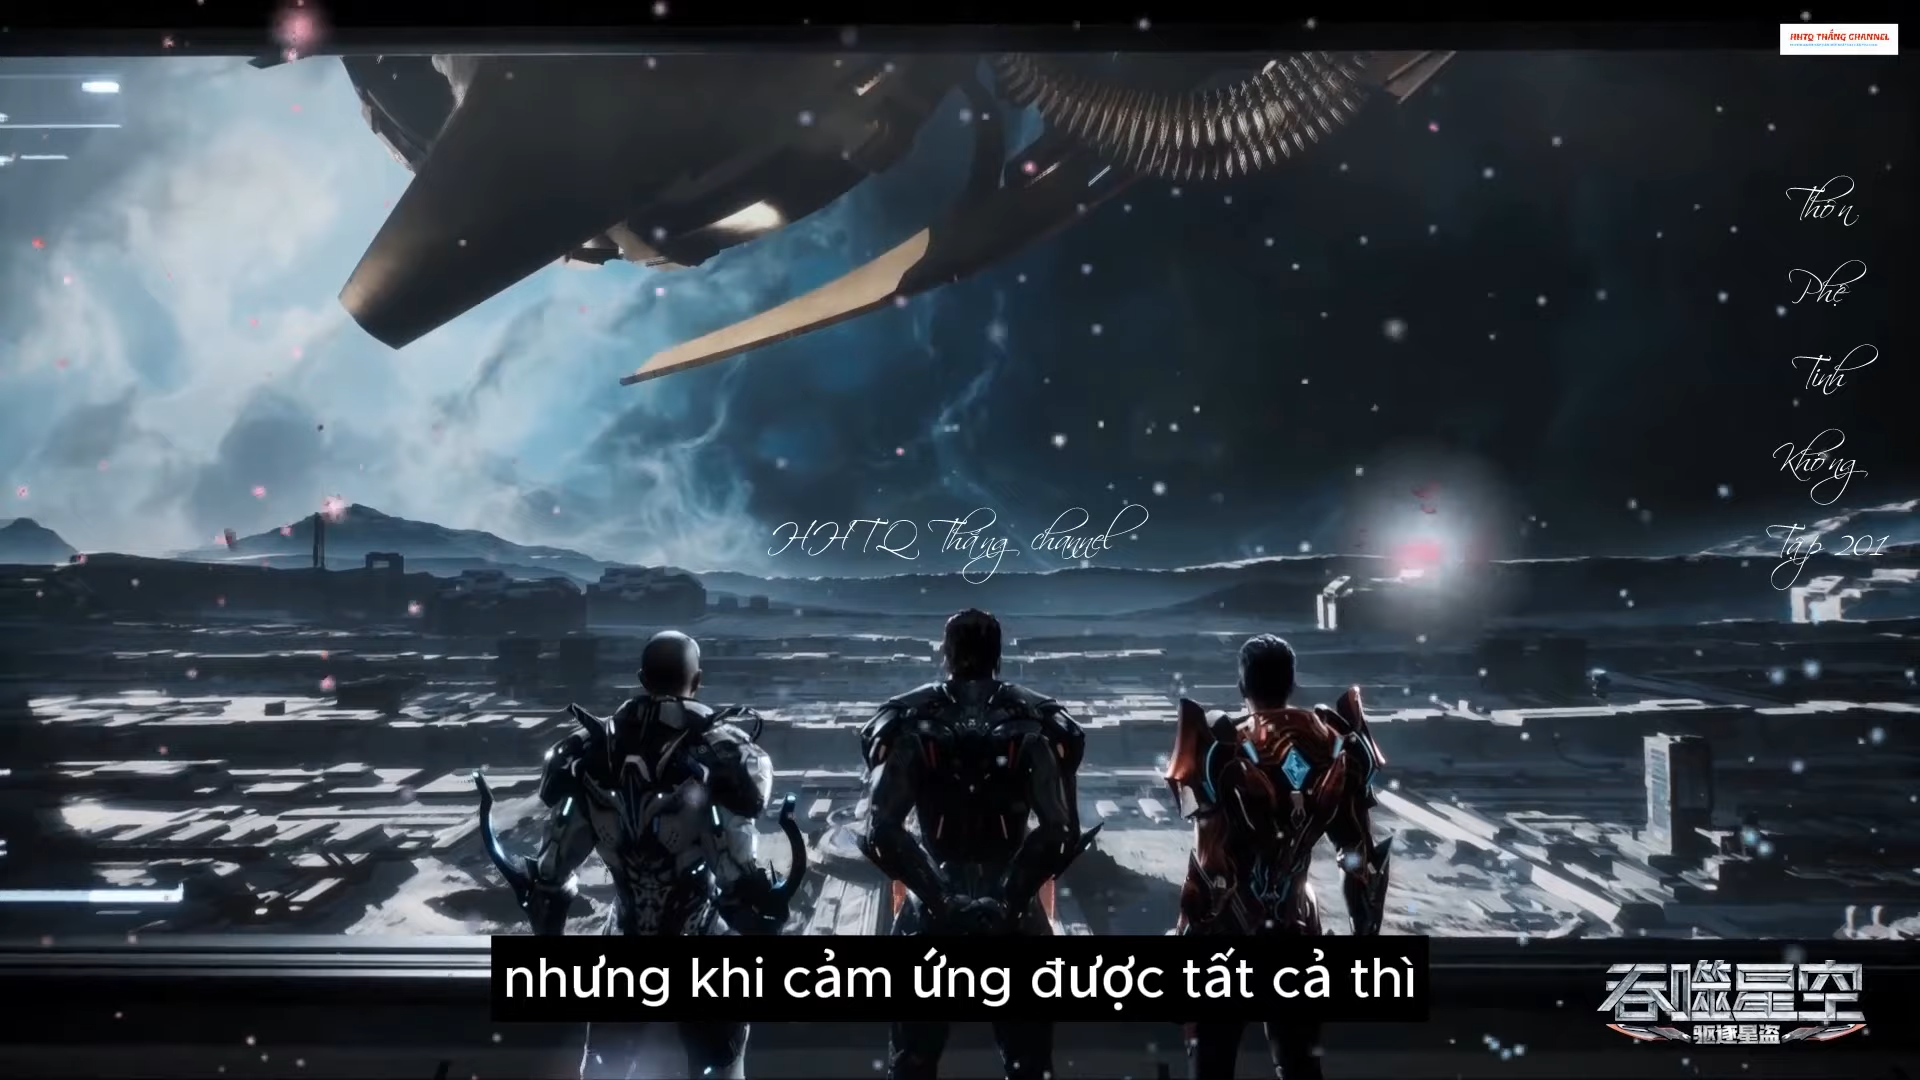 HHTQ THẮNG CHANNEL
Thôn
Phệ
Tinh
Không
Tập 201
HHTQ Thắng channel
nhưng khi cảm ứng được tất cả thì
吞噬星空
驱逐星盗